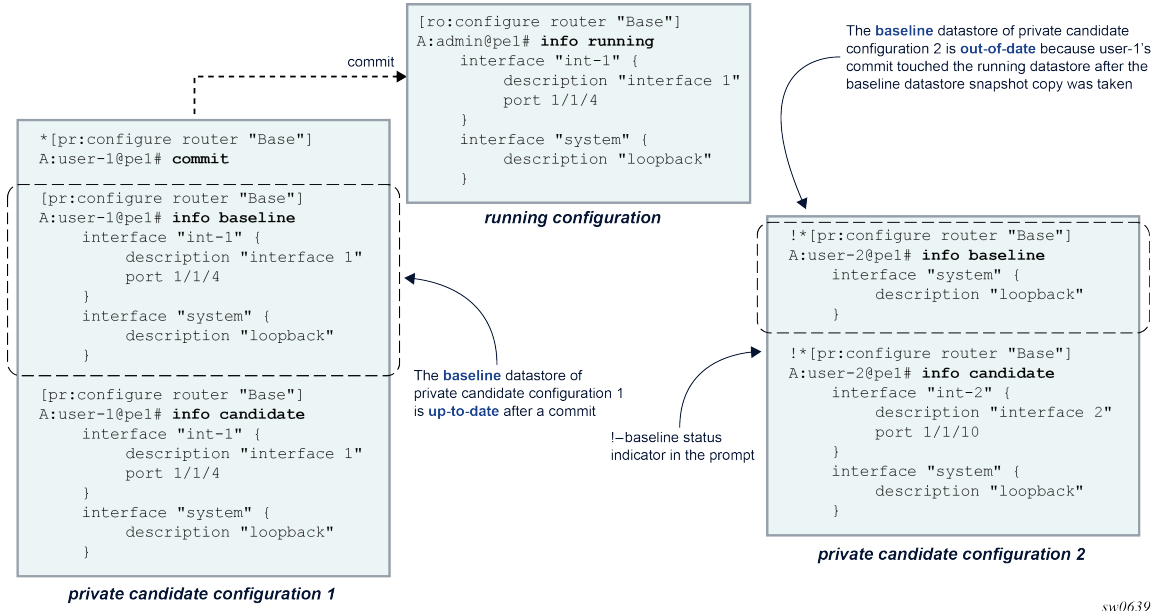 [ro:configure router "Base"]
A:admin@pe1# info running
interface "int-1" {
description "interface 1"
port 1/1/4
}
interface "system" {
description "loopback"
}
running configuration
commit
The baseline datastore of private candidate
configuration 2 is out-of-date because user-1's
commit touched the running datastore after the
baseline datastore snapshot copy was taken
*[pr:configure router "Base"]
A:user-1@pe1# commit
[pr:configure router "Base"]
A:user-1@pe1# info baseline
interface "int-1" {
description "interface 1"
port 1/1/4
}
interface "system" {
description "loopback"
}
[pr:configure router "Base"]
A:user-1@pe1# info candidate
interface "int-1" {
description "interface 1"
port 1/1/4
}
interface "system" {
description "loopback"
}
private candidate configuration 1
The baseline datastore of
private candidate configuration 1
is up-to-date after a commit
!–baseline status
indicator in the prompt
!*[pr:configure router "Base"]
A:user-2@pe1# info baseline
interface "system" {
description "loopback"
}
!*[pr:configure router "Base"]
A:user-2@pe1# info candidate
interface "int-2" {
description "interface 2"
port 1/1/10
}
interface "system" {
description "loopback"
}
private candidate configuration 2
sw0639